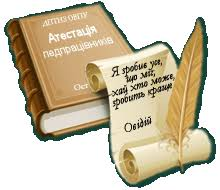 Атестація
педпрацівників
Я зробив усе,
що міг,
хай хто може,
зробить краще
Овідій